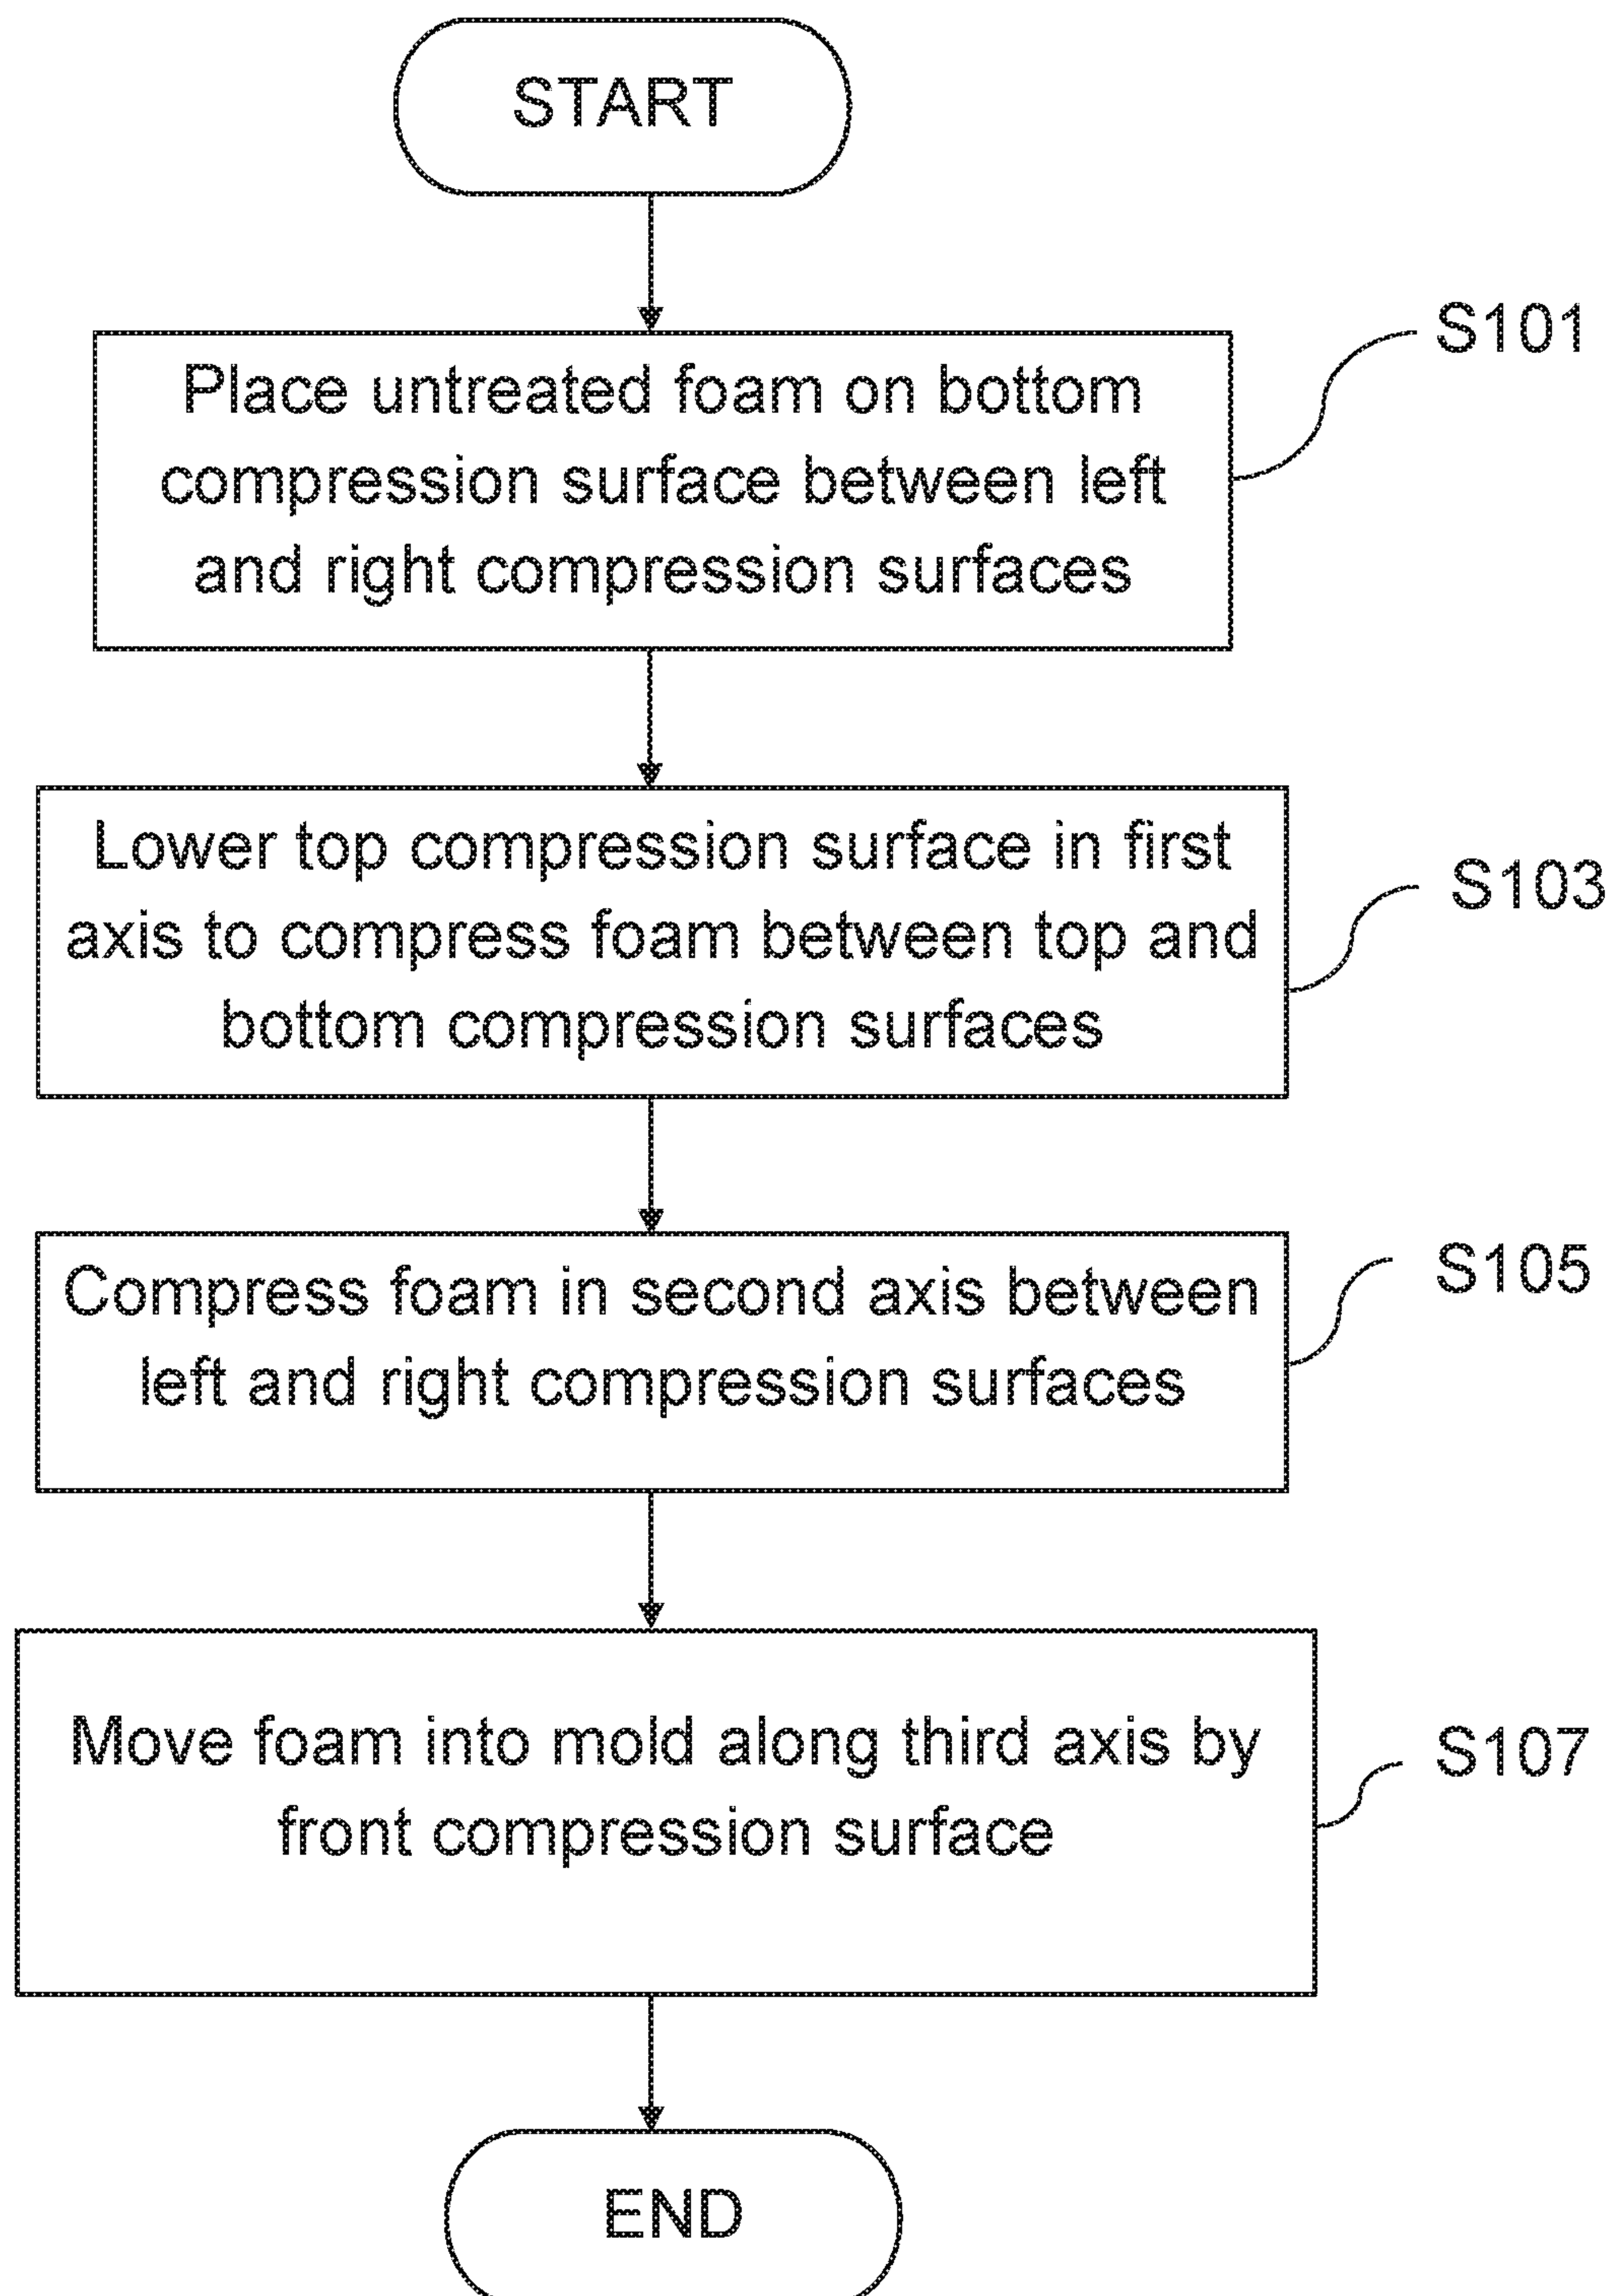 START
S101
Place untreated foam on bottom
compression surface between left
and right compression surfaces
S103
Lower top compression surface in first
axis to compress foam between top and
bottom compression surfaces
S105
Compress foam in second axis between
left and right compression surfaces
S107
Move foam into mold along third axis by
front compression surface
END